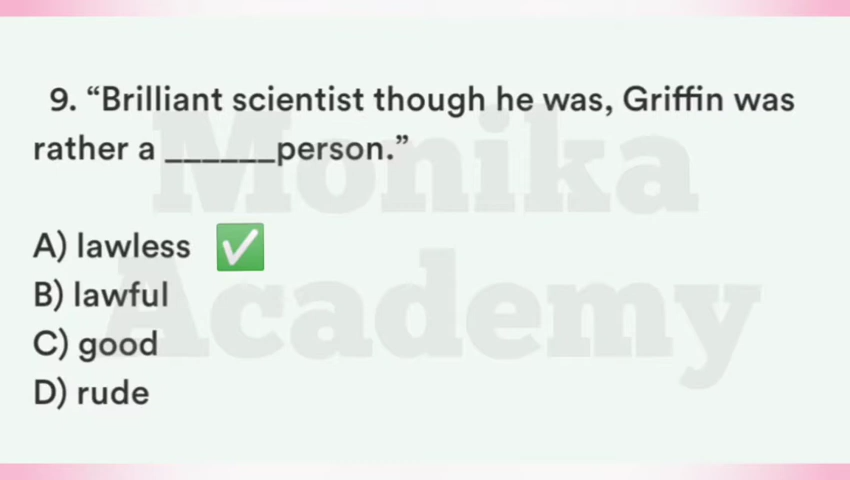 9. “Brilliant scientist though he was, Griffin was
rather a ______person.”
A) lawless ✅
B) lawful
C) good
D) rude
Monika
Academy